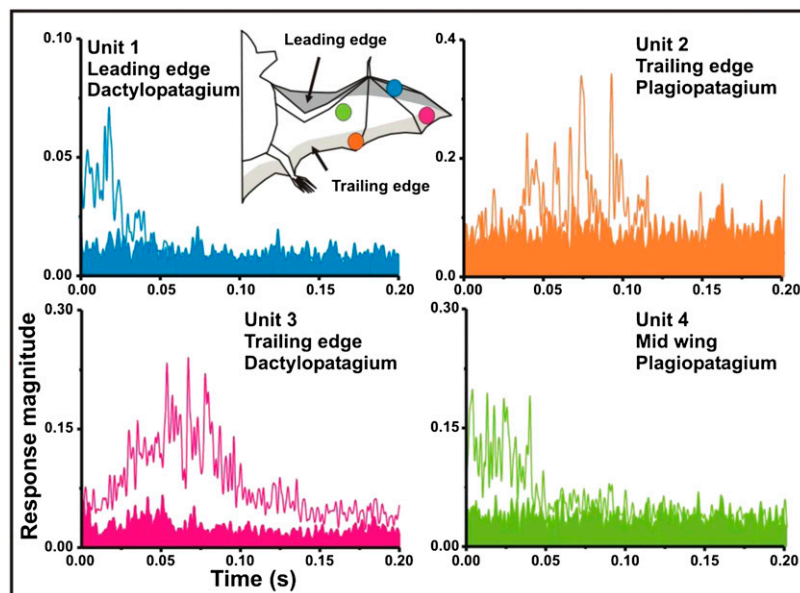 0.10
Unit 1
Leading edge
Dactylopatagium
0.05
0.00
0.00 0.05 0.10 0.15 0.20
Leading edge
Trailing edge
0.4
Unit 2
Trailing edge
Plagiopatagium
0.2
0.00
0.00 0.05 0.10 0.15 0.20
Response magnitude
0.30
Unit 3
Trailing edge
Dactylopatagium
0.15
0.00
0.00 0.05 0.10 0.15 0.20
Time (s)
0.30
Unit 4
Mid wing
Plagiopatagium
0.15
0.00
0.00 0.05 0.10 0.15 0.20